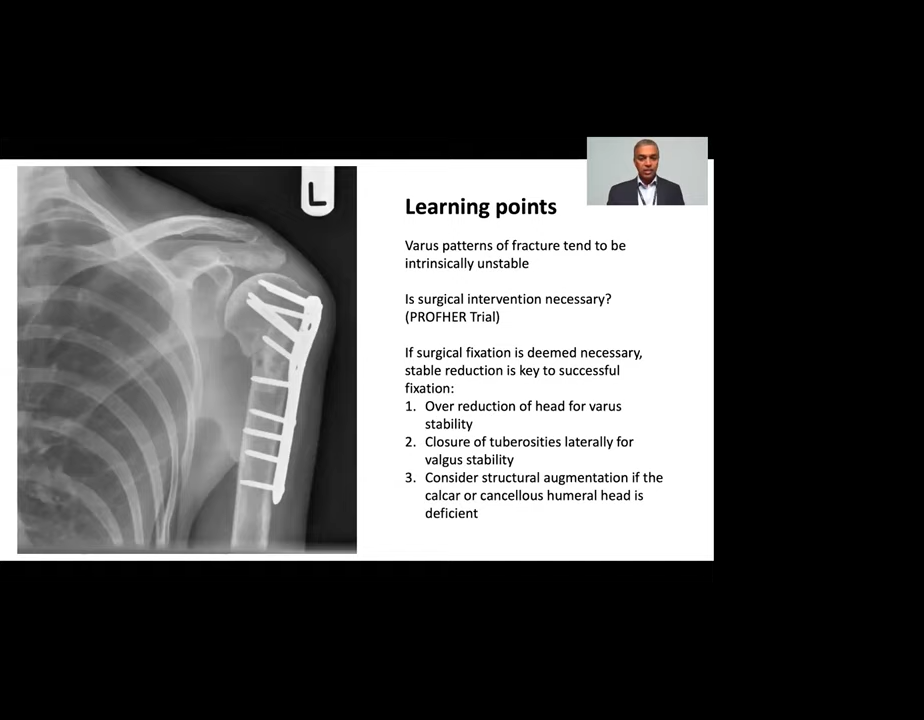 L
Learning points
Varus patterns of fracture tend to be
intrinsically unstable
Is surgical intervention necessary?
(PROFHER Trial)
If surgical fixation is deemed necessary,
stable reduction is key to successful
fixation:
1. Over reduction of head for varus
stability
2. Closure of tuberosities laterally for
valgus stability
3. Consider structural augmentation if the
calcar or cancellous humeral head is
deficient